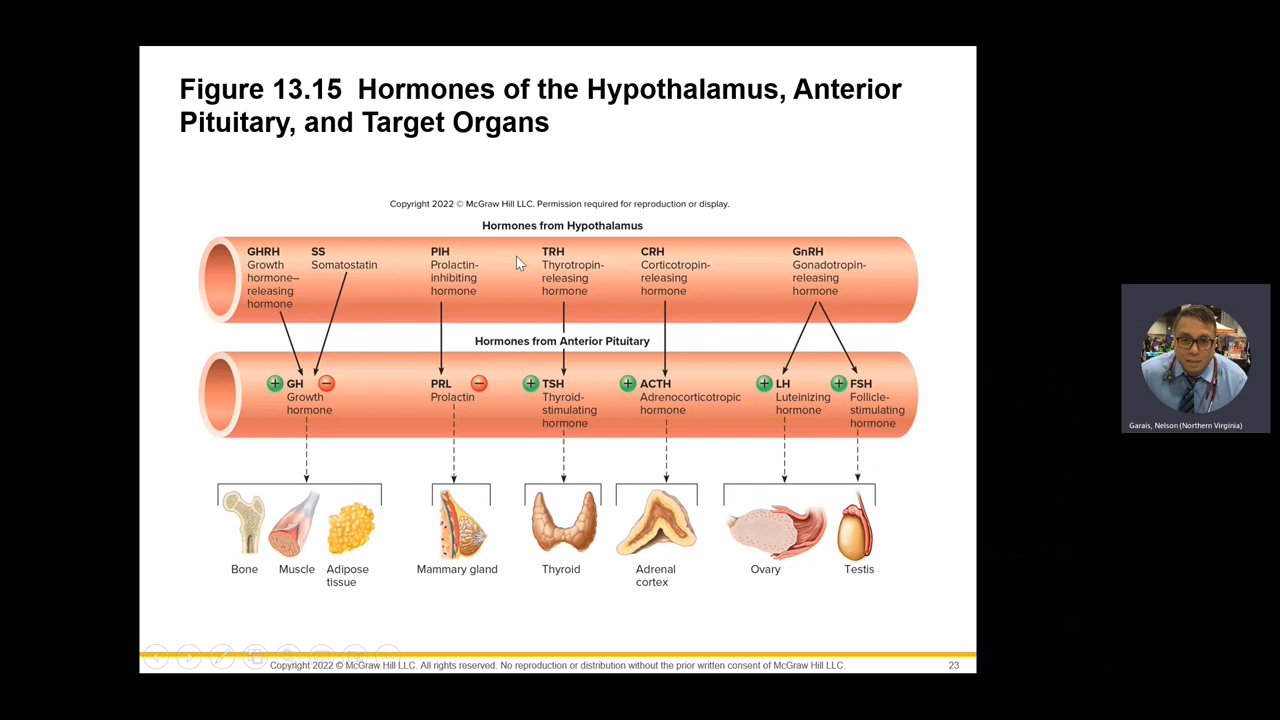 Figure 13.15 Hormones of the Hypothalamus, Anterior
Pituitary, and Target Organs
Copyright 2022 © McGraw Hill LLC. Permission required for reproduction or display.
Hormones from Hypothalamus
GHRH
Growth
hormone–
releasing
hormone
SS
Somatostatin
PIH
Prolactin-
inhibiting
hormone
TRH
Thyrotropin-
releasing
hormone
CRH
Corticotropin-
releasing
hormone
GnRH
Gonadotropin-
releasing
hormone
Hormones from Anterior Pituitary
+ GH −
Growth
hormone
PRL −
Prolactin
+ TSH
Thyroid-
stimulating
hormone
+ ACTH
Adrenocorticotropic
hormone
+ LH
Luteinizing
hormone
+ FSH
Follicle-
stimulating
hormone
Bone
Muscle
Adipose
tissue
Mammary gland
Thyroid
Adrenal
cortex
Ovary
Testis
Copyright 2022 © McGraw Hill LLC. All rights reserved. No reproduction or distribution without the prior written consent of McGraw Hill LLC.
23
Garais, Nelson (Northern Virginia)